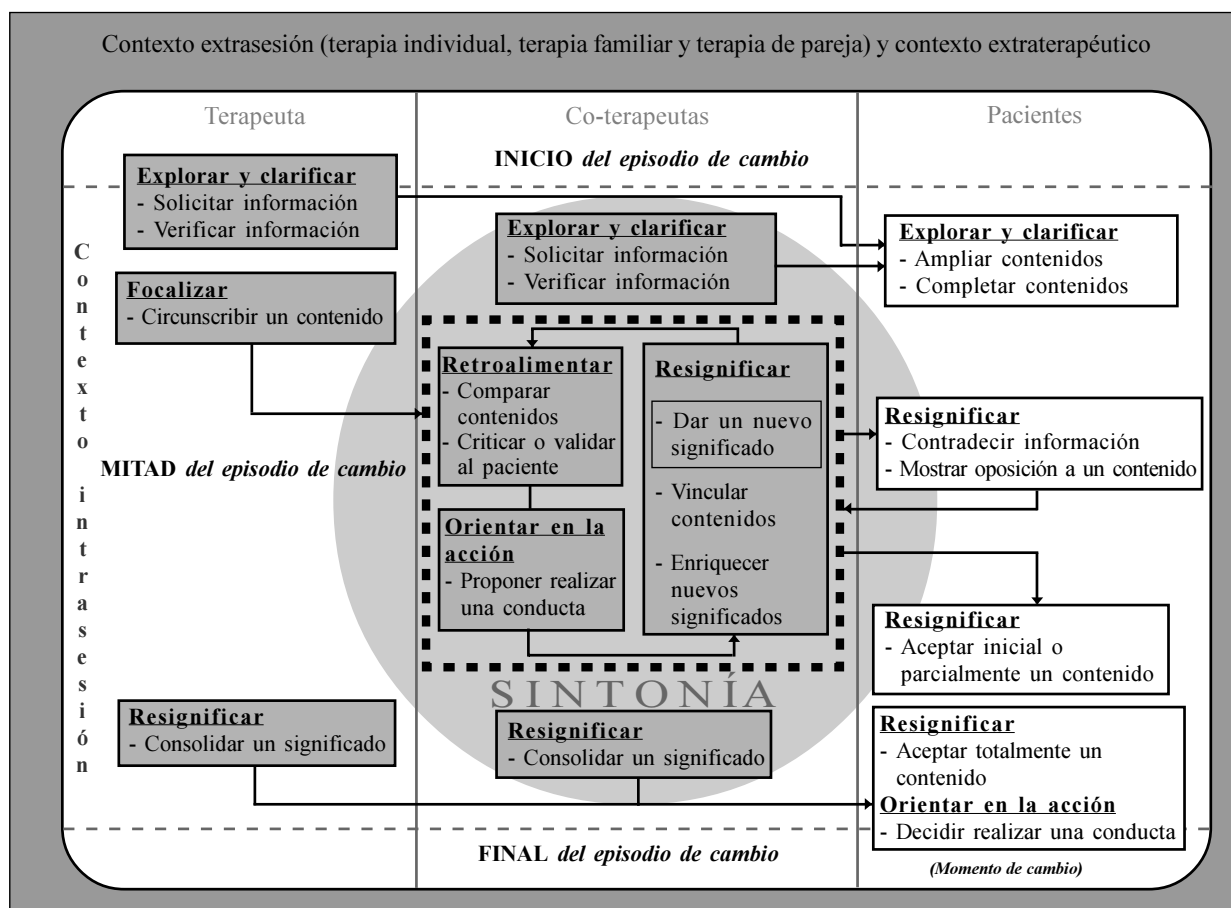 Contexto extrasesión (terapia individual, terapia familiar y terapia de pareja) y contexto extraterapéutico
Terapeuta
Co-terapeutas
Pacientes
INICIO del episodio de cambio
Contexto intrasesión
Explorar y clarificar
- Solicitar información
- Verificar información
Explorar y clarificar
- Solicitar información
- Verificar información
Explorar y clarificar
- Ampliar contenidos
- Completar contenidos
Focalizar
- Circunscribir un contenido
MITAD del episodio de cambio
Retroalimentar
- Comparar
contenidos
- Criticar o validar
al paciente
Orientar en la
acción
- Proponer realizar
una conducta
Resignificar
- Dar un nuevo
significado
- Vincular
contenidos
- Enriquecer
nuevos
significados
Resignificar
- Contradecir información
- Mostrar oposición a un contenido
Resignificar
- Aceptar inicial o
parcialmente un contenido
SINTONÍA
Resignificar
- Consolidar un significado
Resignificar
- Consolidar un significado
Resignificar
- Aceptar totalmente un
contenido
Orientar en la acción
- Decidir realizar una conducta
FINAL del episodio de cambio
(Momento de cambio)